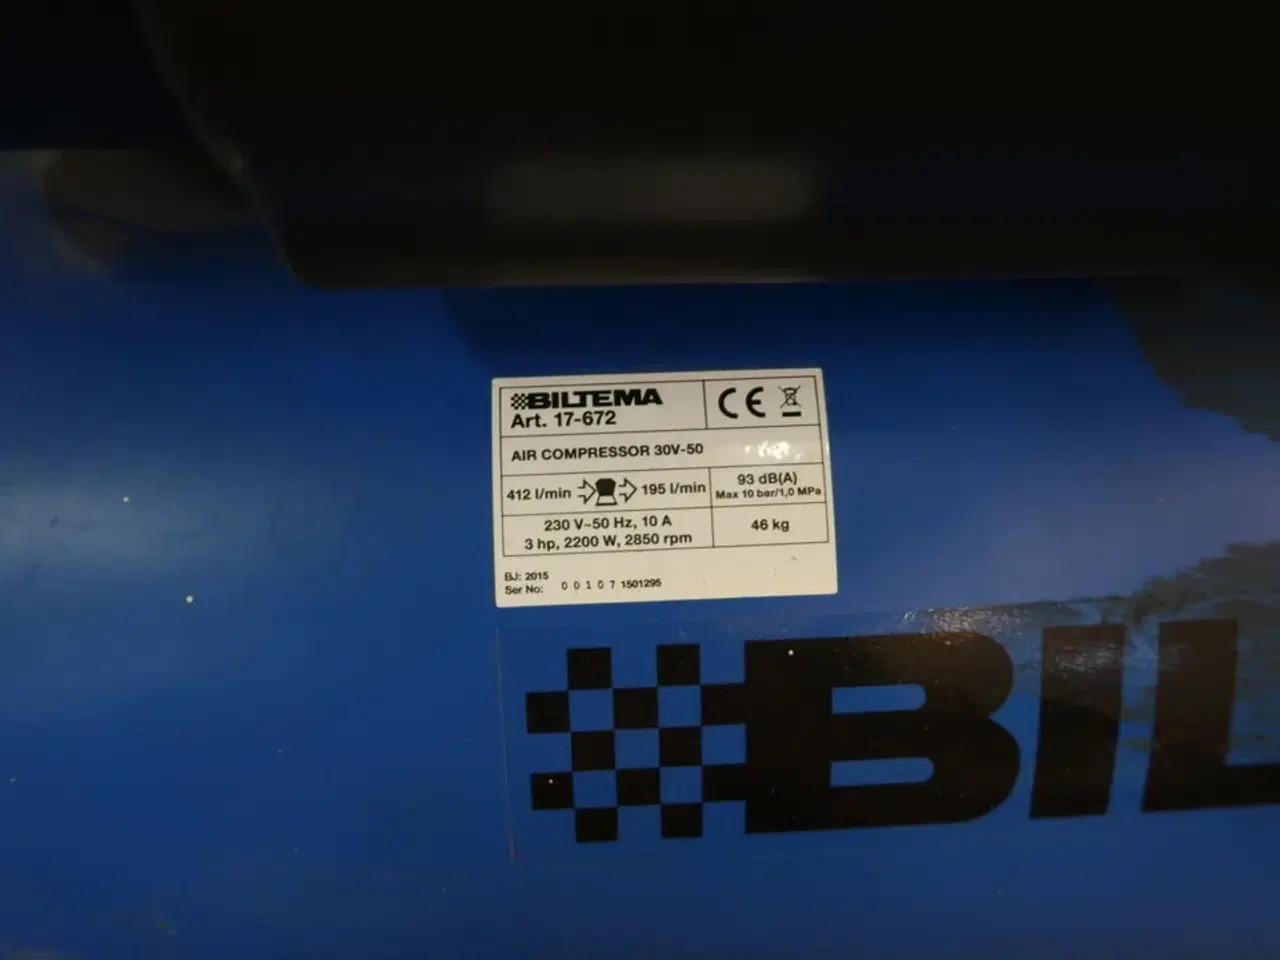 BILTEMA
Art. 17-672
CE
AIR COMPRESSOR 30V-50
412 l/min 195 l/min
93 dB(A)
Max 10 bar/1,0 MPa
230 V~50 Hz, 10 A
3 hp, 2200 W, 2850 rpm
46 kg
BJ: 2015
Ser No: 0 0 1 0 7 1501295
BIL